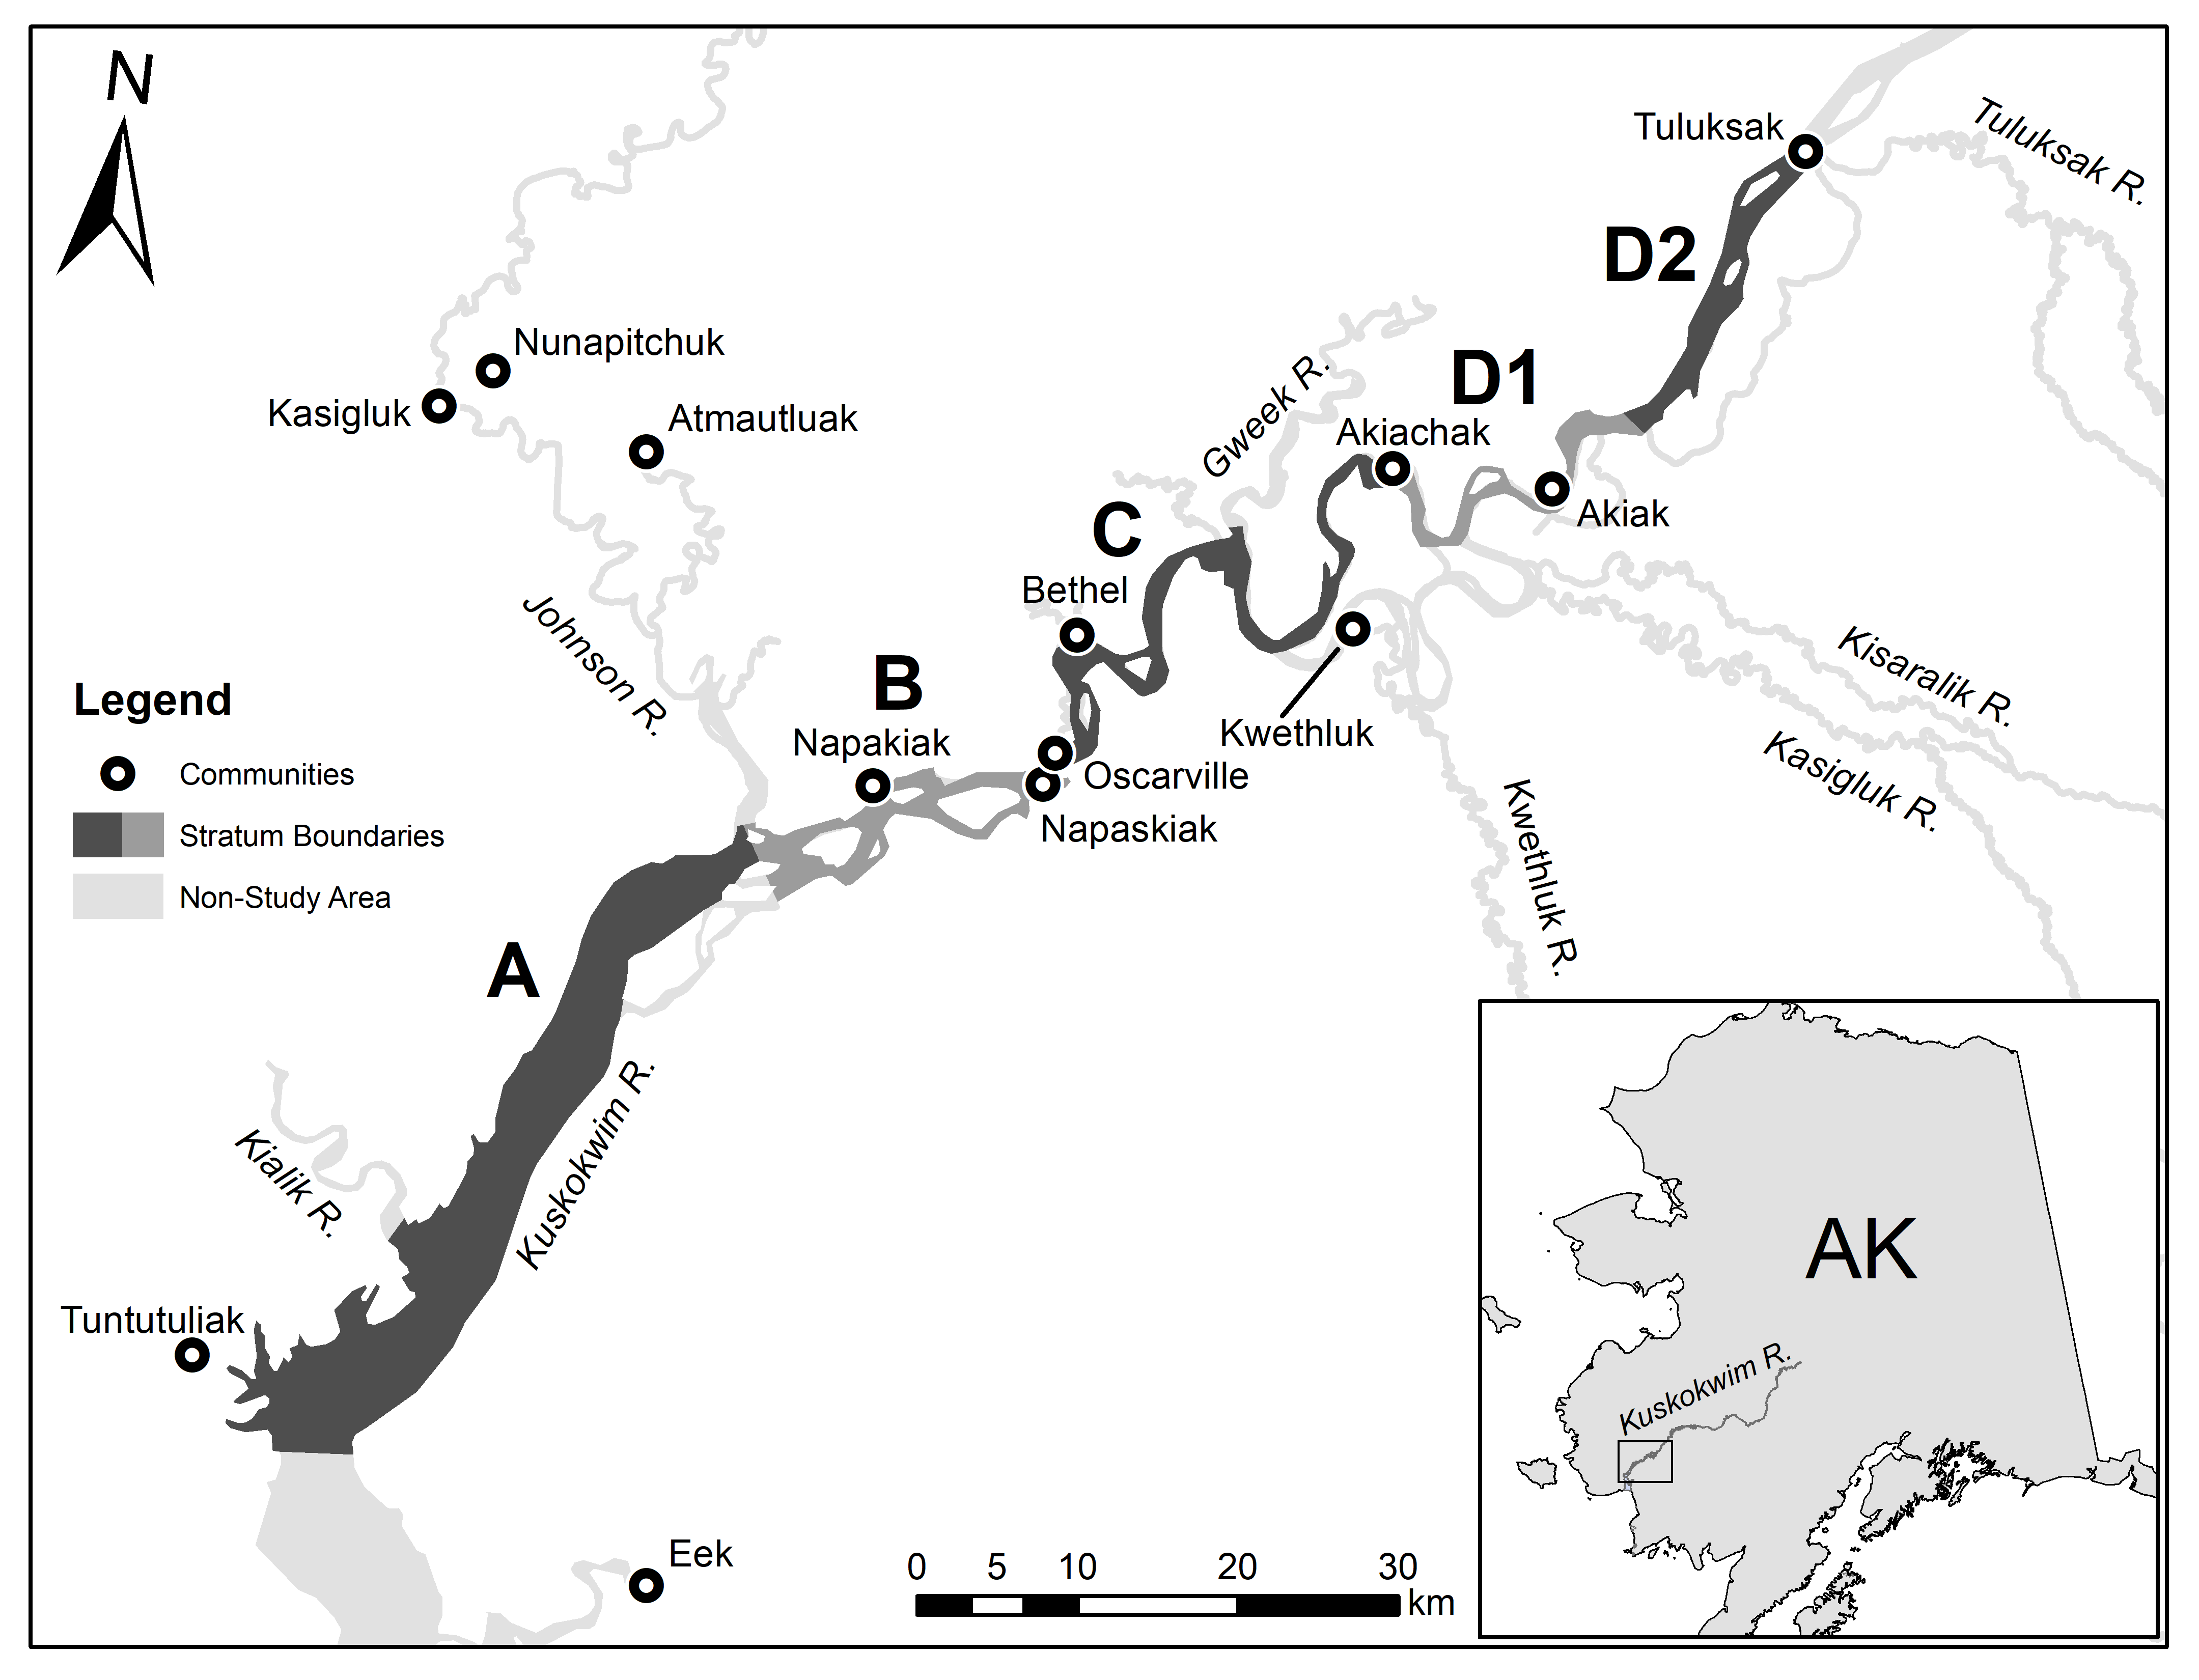 N
Tuluksak
Tuluksak R.
D2
Nunapitchuk
Kasigluk
Atmautluak
Gweek R.
D1
Akiachak
Akiak
C
Bethel
Johnson R.
Kisaralik R.
B
Napakiak
Kwethluk
Kasigluk R.
Oscarville
Napaskiak
Kwethluk R.
Legend
Communities
Stratum Boundaries
Non-Study Area
A
Kuskokwim R.
Kialik R.
Tuntutuliak
Eek
0 5 10 20 30
km
AK
Kuskokwim R.